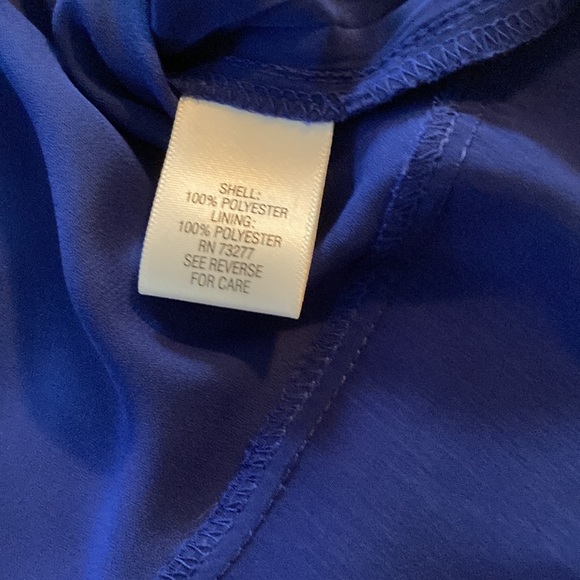 SHELL:
100% POLYESTER
LINING:
100% POLYESTER
RN 73277
SEE REVERSE
FOR CARE